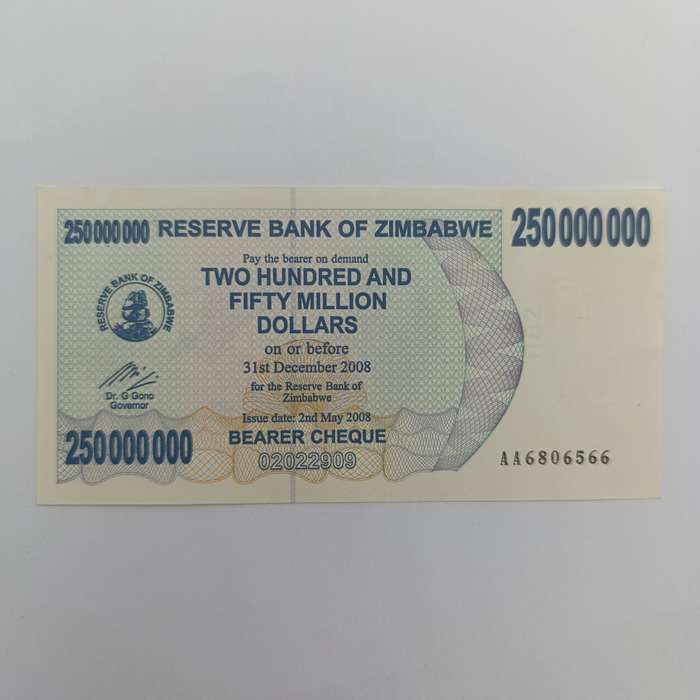 250 000 000 RESERVE BANK OF ZIMBABWE 250 000 000
Pay the bearer on demand
TWO HUNDRED AND
FIFTY MILLION
DOLLARS
on or before
31st December 2008
for the Reserve Bank of
Zimbabwe
Issue date: 2nd May 2008
BEARER CHEQUE
02022909
RESERVE BANK OF ZIMBABWE
Dr. G Gono
Governor
250 000 000
AA6806566